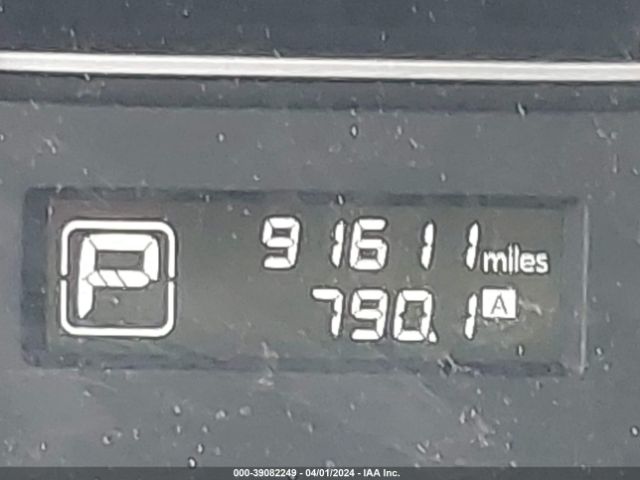 P
91611 miles
790.1 A
000-39082249 - 04/01/2024 - IAA Inc.